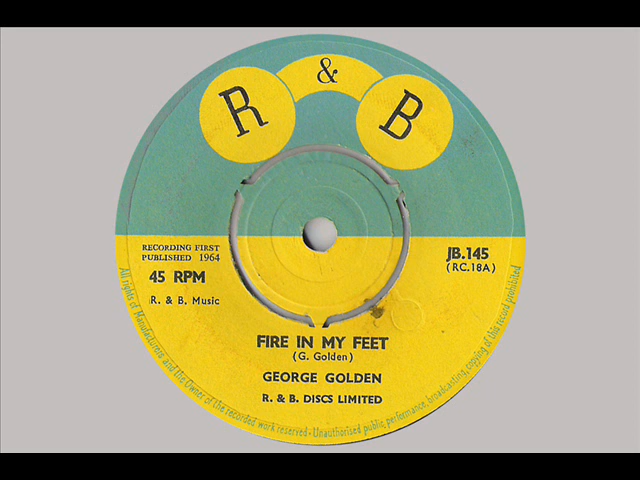 R & B
RECORDING FIRST
PUBLISHED 1964
45 RPM
R. & B. Music
JB.145
(RC.18A)
FIRE IN MY FEET
(G. Golden)
GEORGE GOLDEN
R. & B. DISCS LIMITED
All rights of Manufacturers and the Owner of the recorded work reserved - Unauthorised public performance, broadcasting, copying of this record prohibited